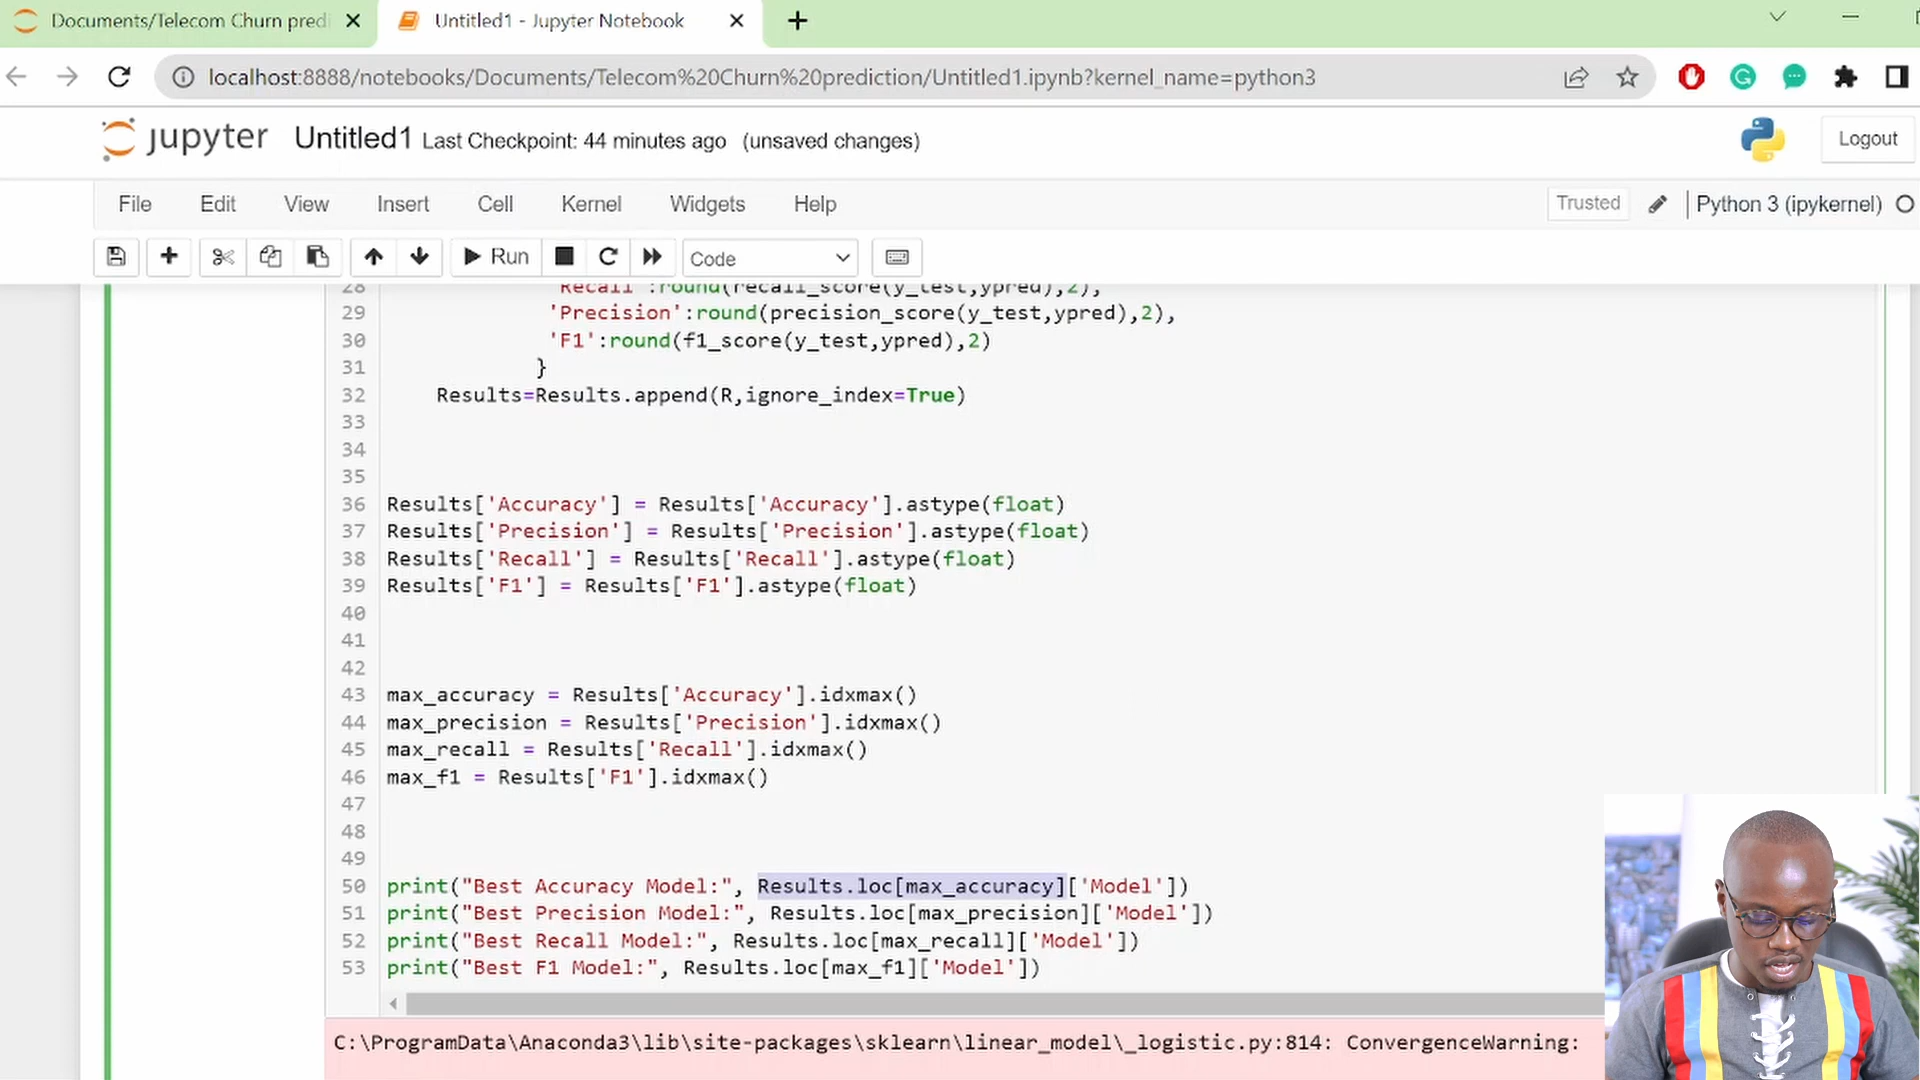 Documents/Telecom Churn predi
Untitled1 - Jupyter Notebook
localhost:8888/notebooks/Documents/Telecom%20Churn%20prediction/Untitled1.ipynb?kernel_name=python3
jupyter Untitled1 Last Checkpoint: 44 minutes ago (unsaved changes)
Logout
File Edit View Insert Cell Kernel Widgets Help
Trusted
Python 3 (ipykernel)
Run
Code
28 'Recall':round(recall_score(y_test,ypred),2),
29 'Precision':round(precision_score(y_test,ypred),2),
30 'F1':round(f1_score(y_test,ypred),2)
31 }
32 Results=Results.append(R,ignore_index=True)
33
34
35
36 Results['Accuracy'] = Results['Accuracy'].astype(float)
37 Results['Precision'] = Results['Precision'].astype(float)
38 Results['Recall'] = Results['Recall'].astype(float)
39 Results['F1'] = Results['F1'].astype(float)
40
41
42
43 max_accuracy = Results['Accuracy'].idxmax()
44 max_precision = Results['Precision'].idxmax()
45 max_recall = Results['Recall'].idxmax()
46 max_f1 = Results['F1'].idxmax()
47
48
49
50 print("Best Accuracy Model:", Results.loc[max_accuracy]['Model'])
51 print("Best Precision Model:", Results.loc[max_precision]['Model'])
52 print("Best Recall Model:", Results.loc[max_recall]['Model'])
53 print("Best F1 Model:", Results.loc[max_f1]['Model'])
C:\ProgramData\Anaconda3\lib\site-packages\sklearn\linear_model\_logistic.py:814: ConvergenceWarning: